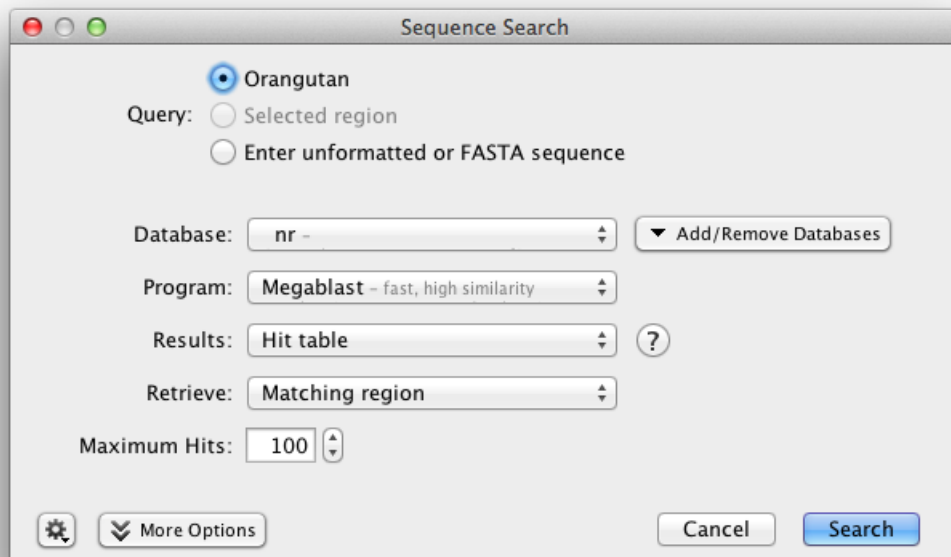 Sequence Search
Orangutan
Query: Selected region
Enter unformatted or FASTA sequence
Database: nr – Add/Remove Databases
Program: Megablast – fast, high similarity
Results: Hit table ?
Retrieve: Matching region
Maximum Hits: 100
More Options Cancel Search